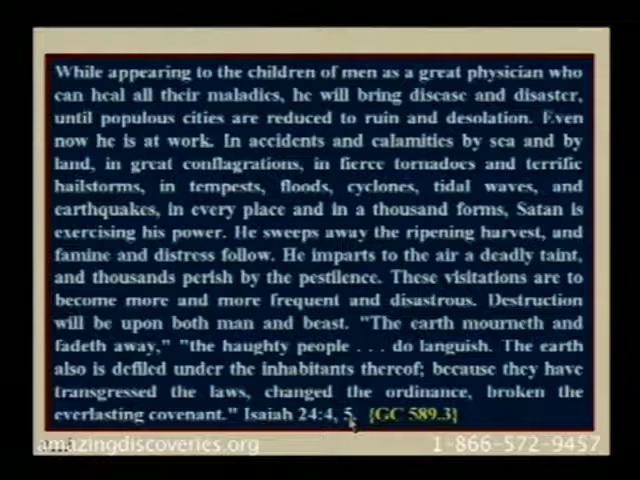 While appearing to the children of men as a great physician who
can heal all their maladies, he will bring disease and disaster,
until populous cities are reduced to ruin and desolation. Even
now he is at work. In accidents and calamities by sea and by
land, in great conflagrations, in fierce tornadoes and terrific
hailstorms, in tempests, floods, cyclones, tidal waves, and
earthquakes, in every place and in a thousand forms, Satan is
exercising his power. He sweeps away the ripening harvest, and
famine and distress follow. He imparts to the air a deadly taint,
and thousands perish by the pestilence. These visitations are to
become more and more frequent and disastrous. Destruction
will be upon both man and beast. "The earth mourneth and
fadeth away," "the haughty people . . . do languish. The earth
also is defiled under the inhabitants thereof; because they have
transgressed the laws, changed the ordinance, broken the
everlasting covenant." Isaiah 24:4, 5. {GC 589.3}
amazingdiscoveries.org 1-866-572-9457